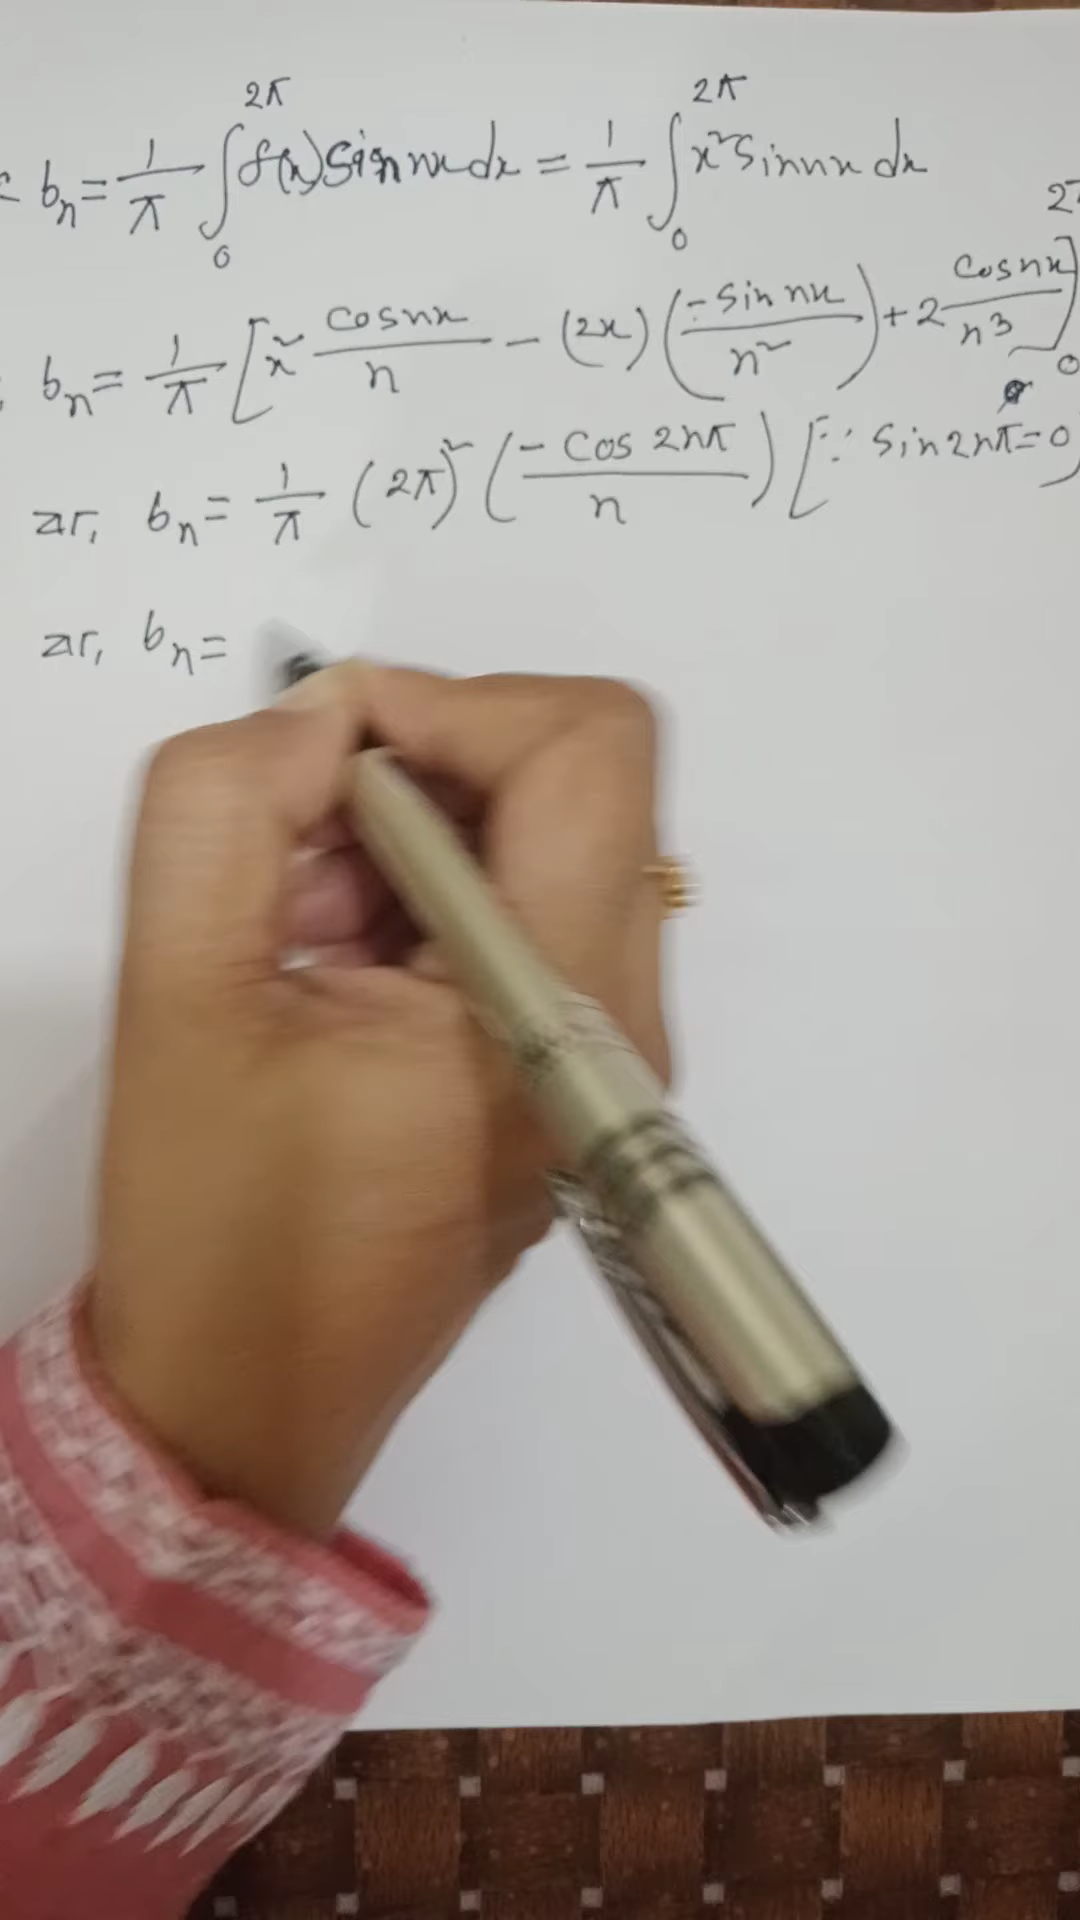 bₙ = 1/π ∫₀^2π f(x) sin nx dx = 1/π ∫₀^2π x² sin nx dx
bₙ = 1/π [x² cos nx/n - (2x) (-sin nx/n²) + 2 cos nx/n³]₀^2π
or, bₙ = 1/π (2π)² (-cos 2nπ/n) [∵ sin 2nπ = 0
or, bₙ =